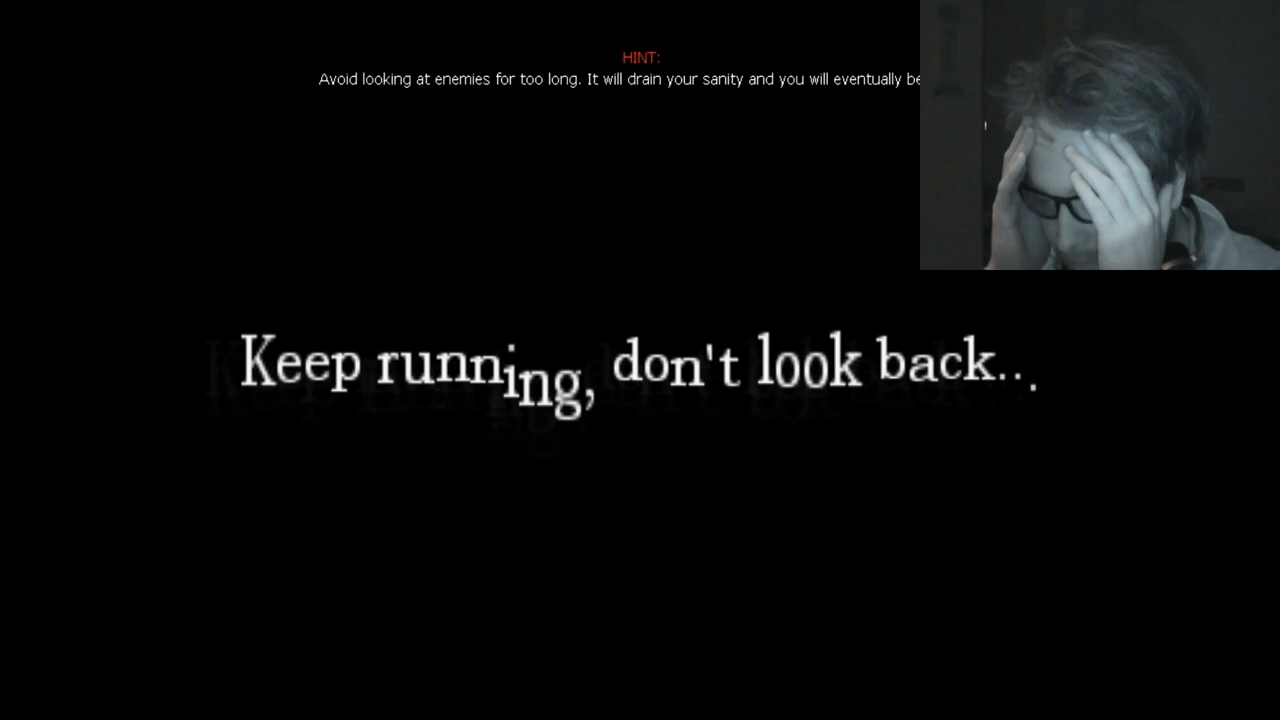 HINT:
Avoid looking at enemies for too long. It will drain your sanity and you will eventually be
Keep running, don't look back...